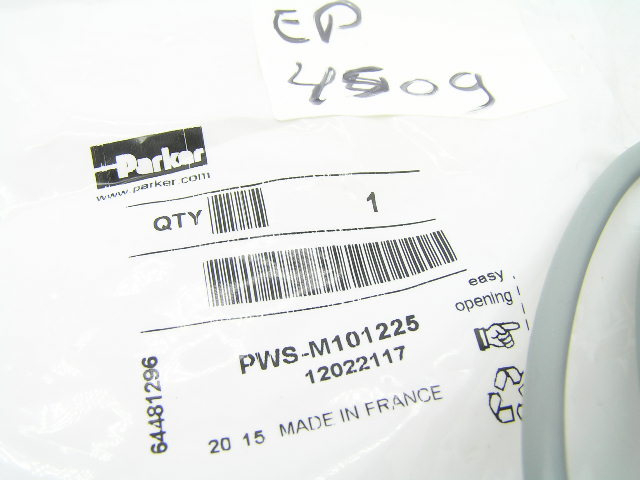 EP
4509
Parker
www.parker.com
QTY 1
easy
opening
PWS-M101225
12022117
64481296
20 15 MADE IN FRANCE